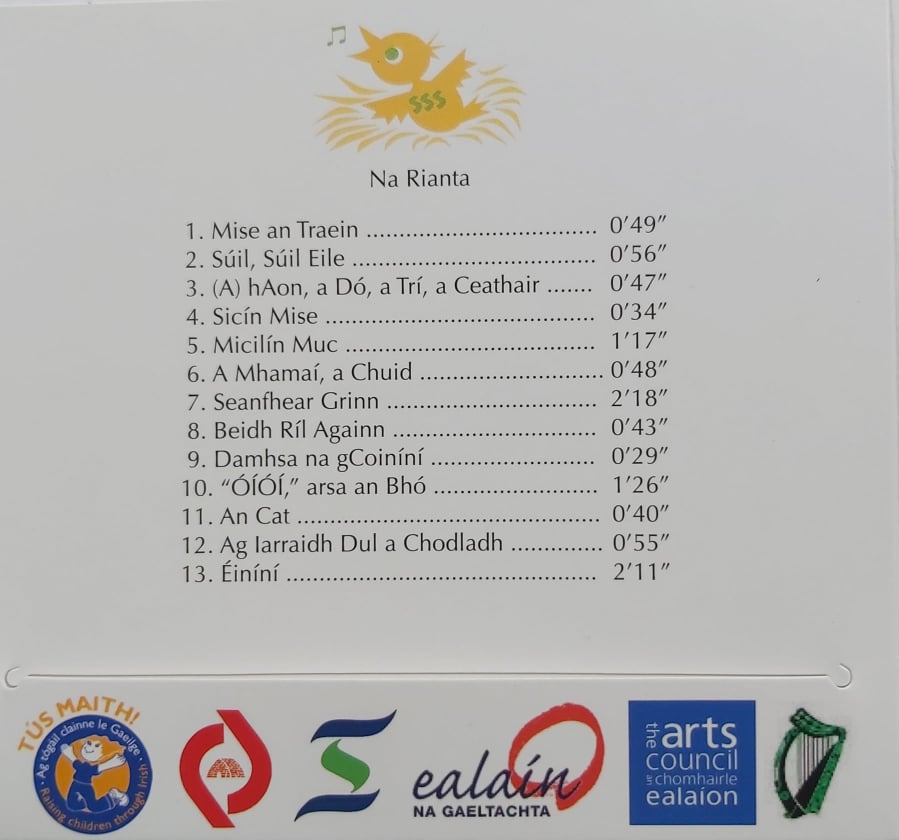 SSS
Na Rianta
1. Mise an Traein ................................... 0’49”
2. Súil, Súil Eile ..................................... 0’56”
3. (A) hAon, a Dó, a Trí, a Ceathair ....... 0’47”
4. Sicín Mise ......................................... 0’34”
5. Micilín Muc ...................................... 1’17”
6. A Mhamaí, a Chuid ............................ 0’48”
7. Seanfhear Grinn ................................ 2’18”
8. Beidh Ríl Againn ............................... 0’43”
9. Damhsa na gCoiníní ......................... 0’29”
10. “ÓÍÓÍ,” arsa an Bhó ......................... 1’26”
11. An Cat .............................................. 0’40”
12. Ag Iarraidh Dul a Chodladh .............. 0’55”
13. Éiníní ............................................... 2’11”
TÚS MAITH!
Ag tógáil clainne le Gaeilge
Raising children through Irish
ealaín
NA GAELTACHTA
the arts
council
chomhairle
ealaíon